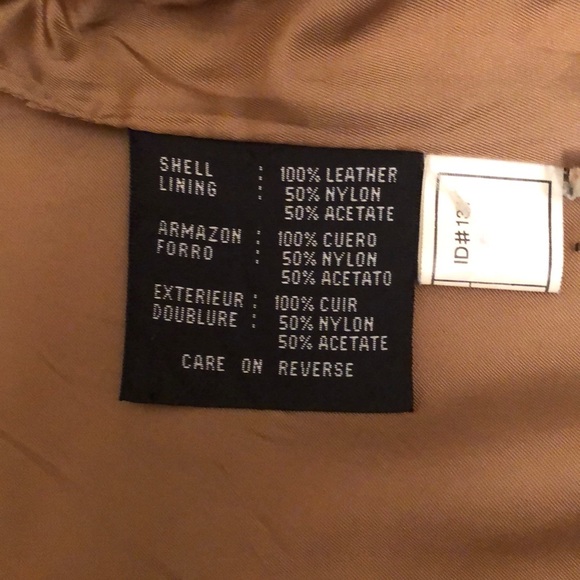 SHELL : 100% LEATHER
LINING : 50% NYLON
50% ACETATE
ARMAZON : 100% CUERO
FORRO : 50% NYLON
50% ACETATO
EXTERIEUR : 100% CUIR
DOUBLURE : 50% NYLON
50% ACETATE
CARE ON REVERSE
ID#